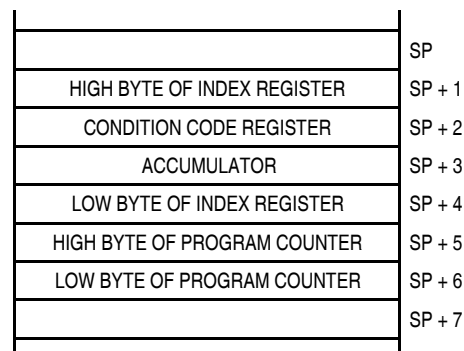 SP
HIGH BYTE OF INDEX REGISTER SP + 1
CONDITION CODE REGISTER SP + 2
ACCUMULATOR SP + 3
LOW BYTE OF INDEX REGISTER SP + 4
HIGH BYTE OF PROGRAM COUNTER SP + 5
LOW BYTE OF PROGRAM COUNTER SP + 6
SP + 7